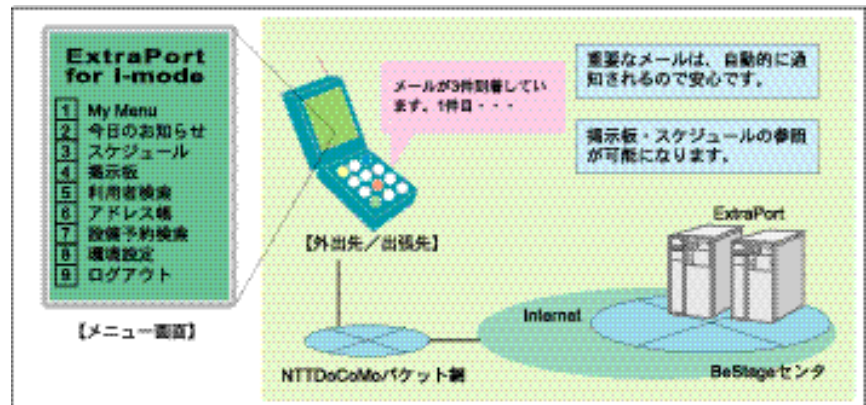 ExtraPort
for i-mode
1 My Menu
2 今日のお知らせ
3 スケジュール
4 掲示板
5 利用者検索
6 アドレス帳
7 設備予約検索
8 環境設定
9 ログアウト
【メニュー画面】
メールが3件到着してい
ます。1件目・・・
重要なメールは、自動的に通
知されるので安心です。
掲示板・スケジュールの参照
が可能になります。
【外出先／出張先】
ExtraPort
Internet
NTTDoCoMoパケット網
BeStageセンタ